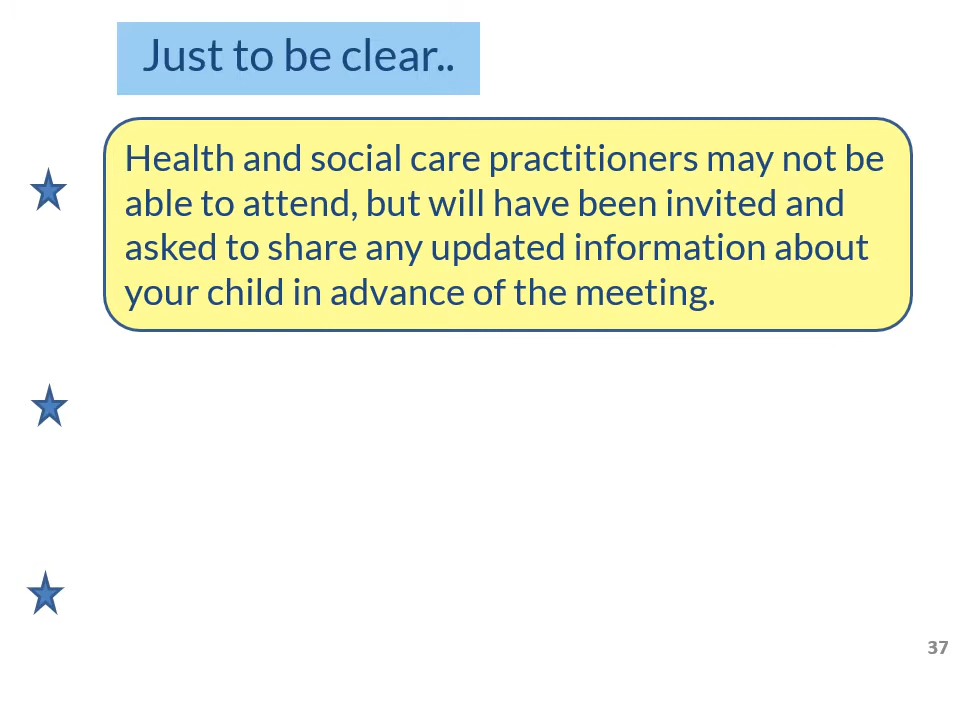 Just to be clear..
Health and social care practitioners may not be
able to attend, but will have been invited and
asked to share any updated information about
your child in advance of the meeting.
37